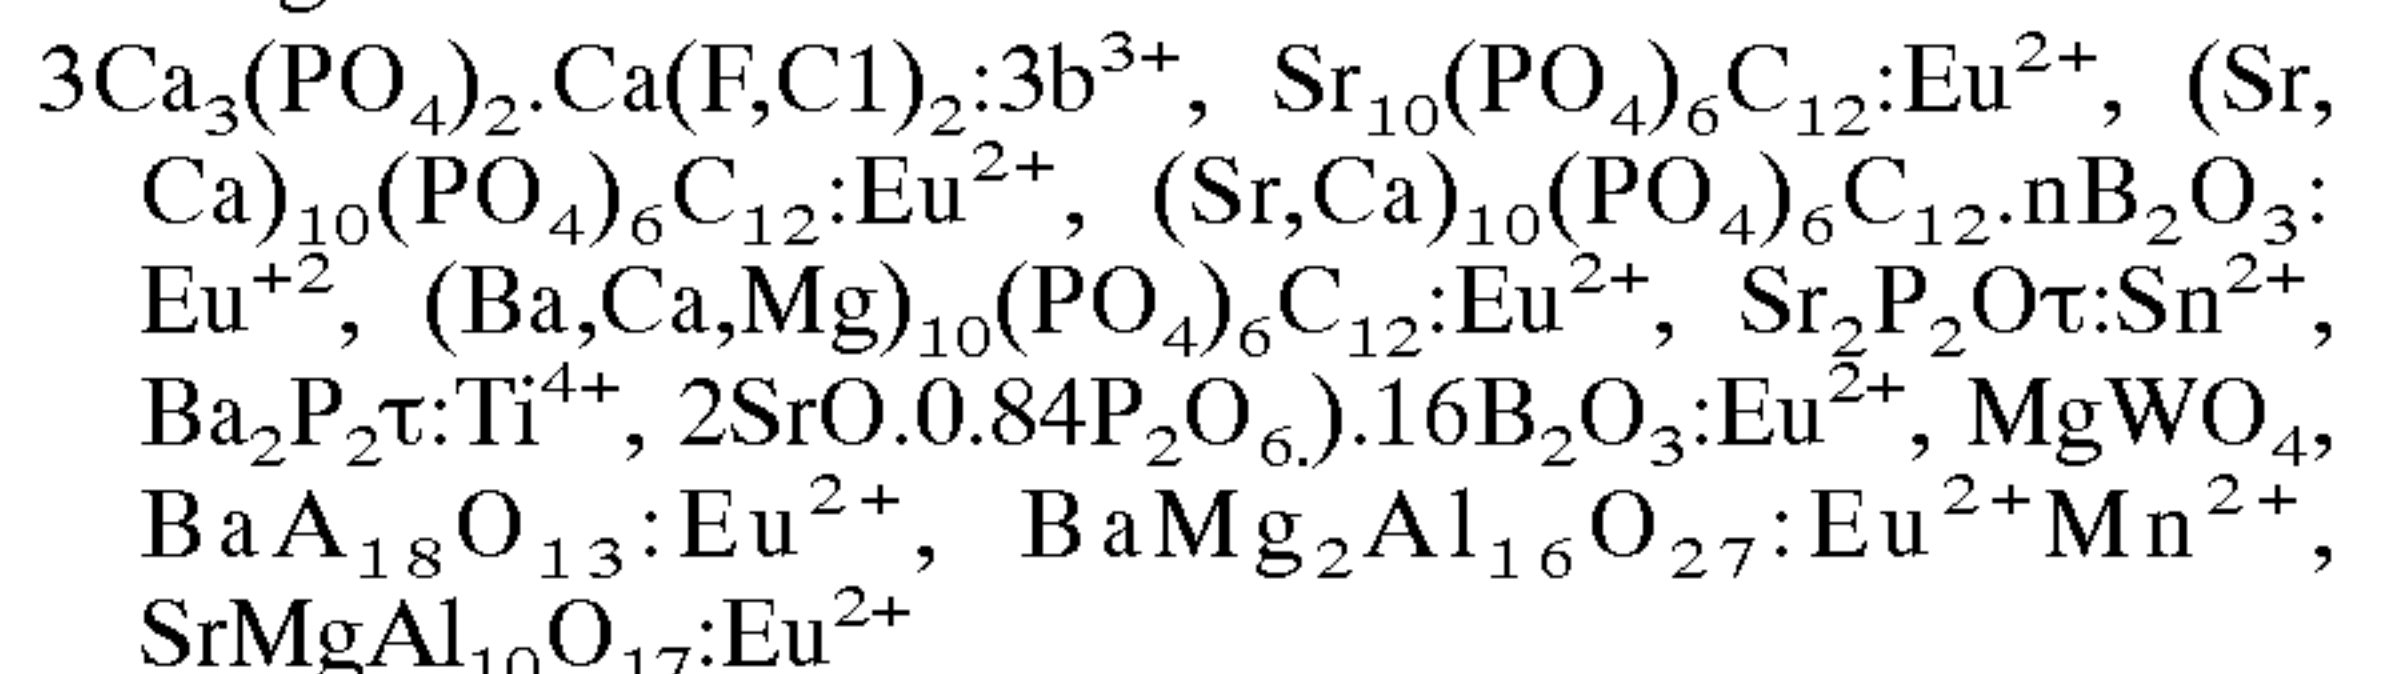 3Ca₃(PO₄)₂.Ca(F,C1)₂:3b³⁺, Sr₁₀(PO₄)₆C₁₂:Eu²⁺, (Sr,
Ca)₁₀(PO₄)₆C₁₂:Eu²⁺, (Sr,Ca)₁₀(PO₄)₆C₁₂.nB₂O₃:
Eu⁺², (Ba,Ca,Mg)₁₀(PO₄)₆C₁₂:Eu²⁺, Sr₂P₂Oτ:Sn²⁺,
Ba₂P₂τ:Ti⁴⁺, 2SrO.0.84P₂O₆.).16B₂O₃:Eu²⁺, MgWO₄,
BaA₁₈O₁₃:Eu²⁺, BaMg₂Al₁₆O₂₇:Eu²⁺Mn²⁺,
SrMgAl₁₀O₁₇:Eu²⁺